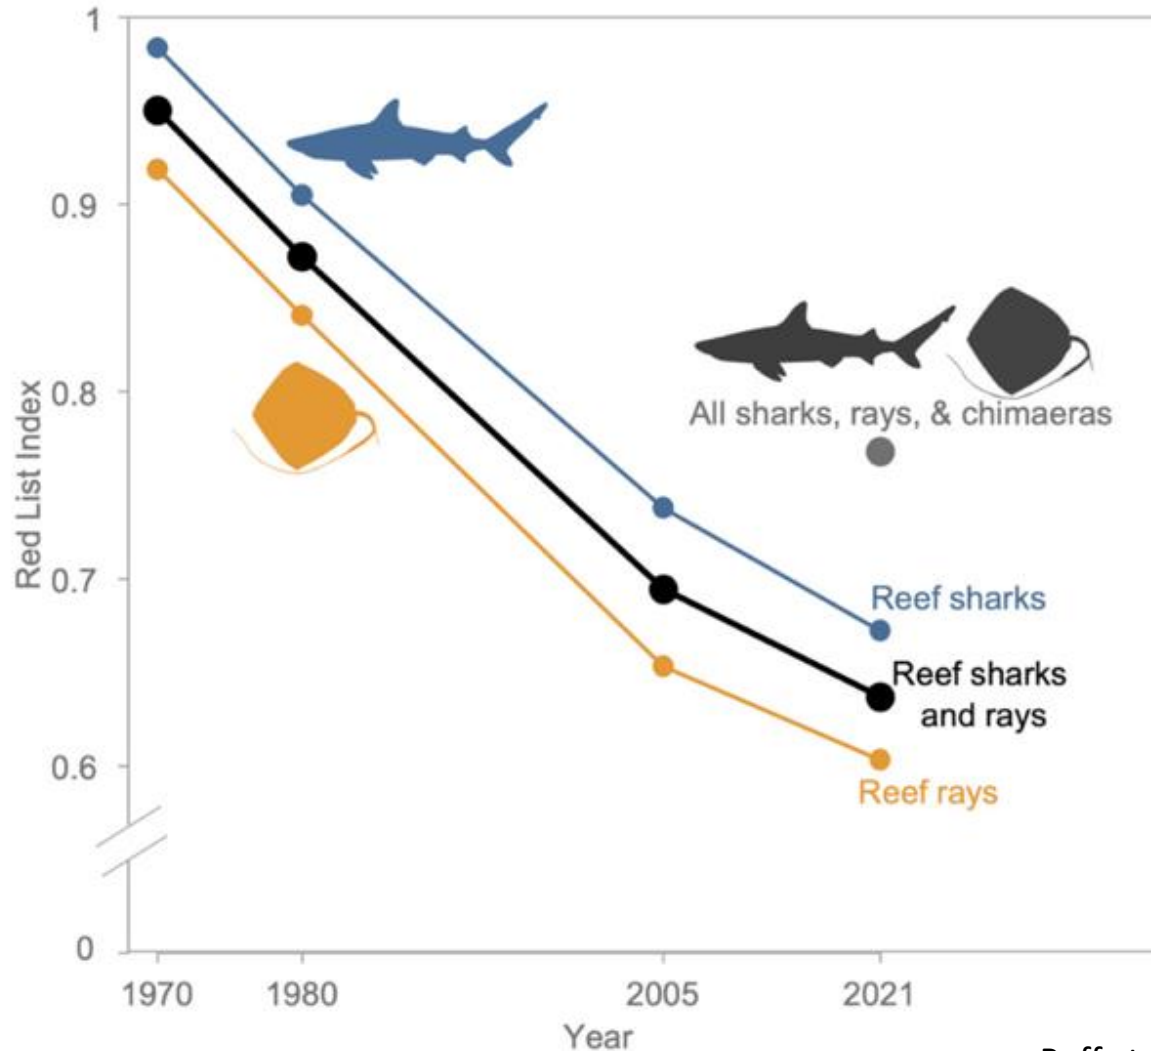 1
0.9
0.8
0.7
0.6
0
Red List Index
All sharks, rays, & chimaeras
Reef sharks
Reef sharks
and rays
Reef rays
1970
1980
2005
2021
Year